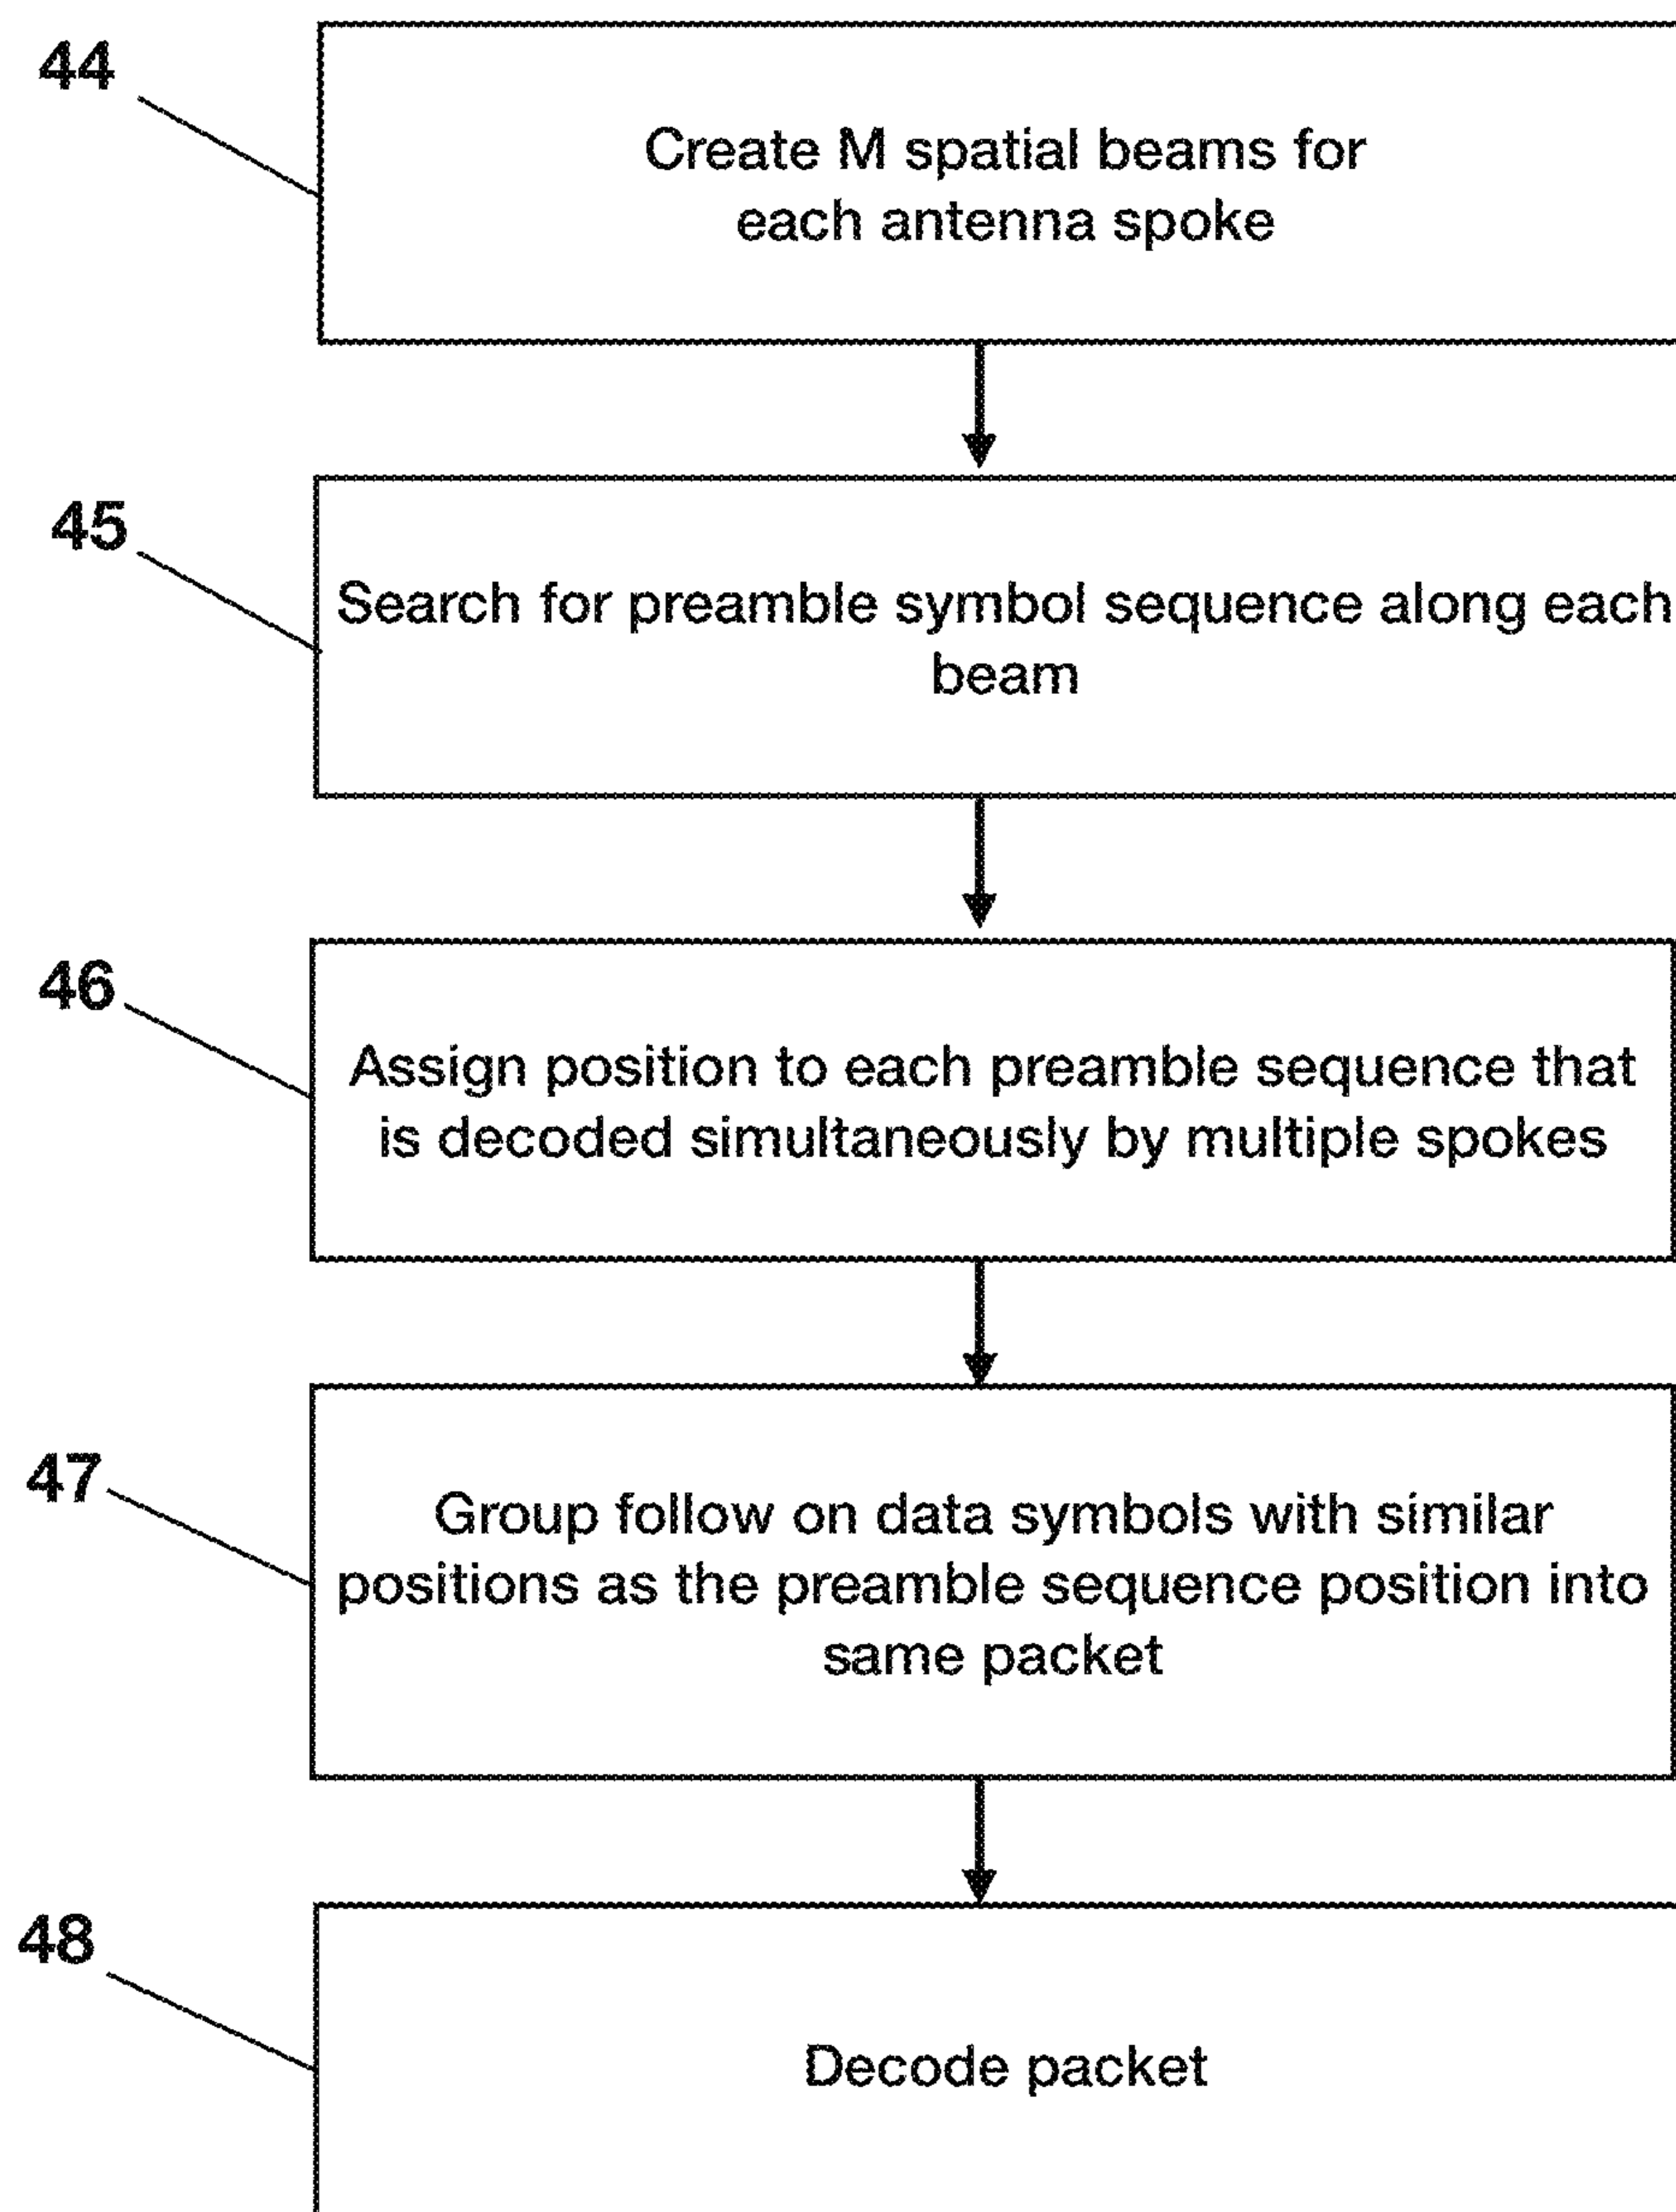 44
Create M spatial beams for
each antenna spoke
45
Search for preamble symbol sequence along each
beam
46
Assign position to each preamble sequence that
is decoded simultaneously by multiple spokes
47
Group follow on data symbols with similar
positions as the preamble sequence position into
same packet
48
Decode packet